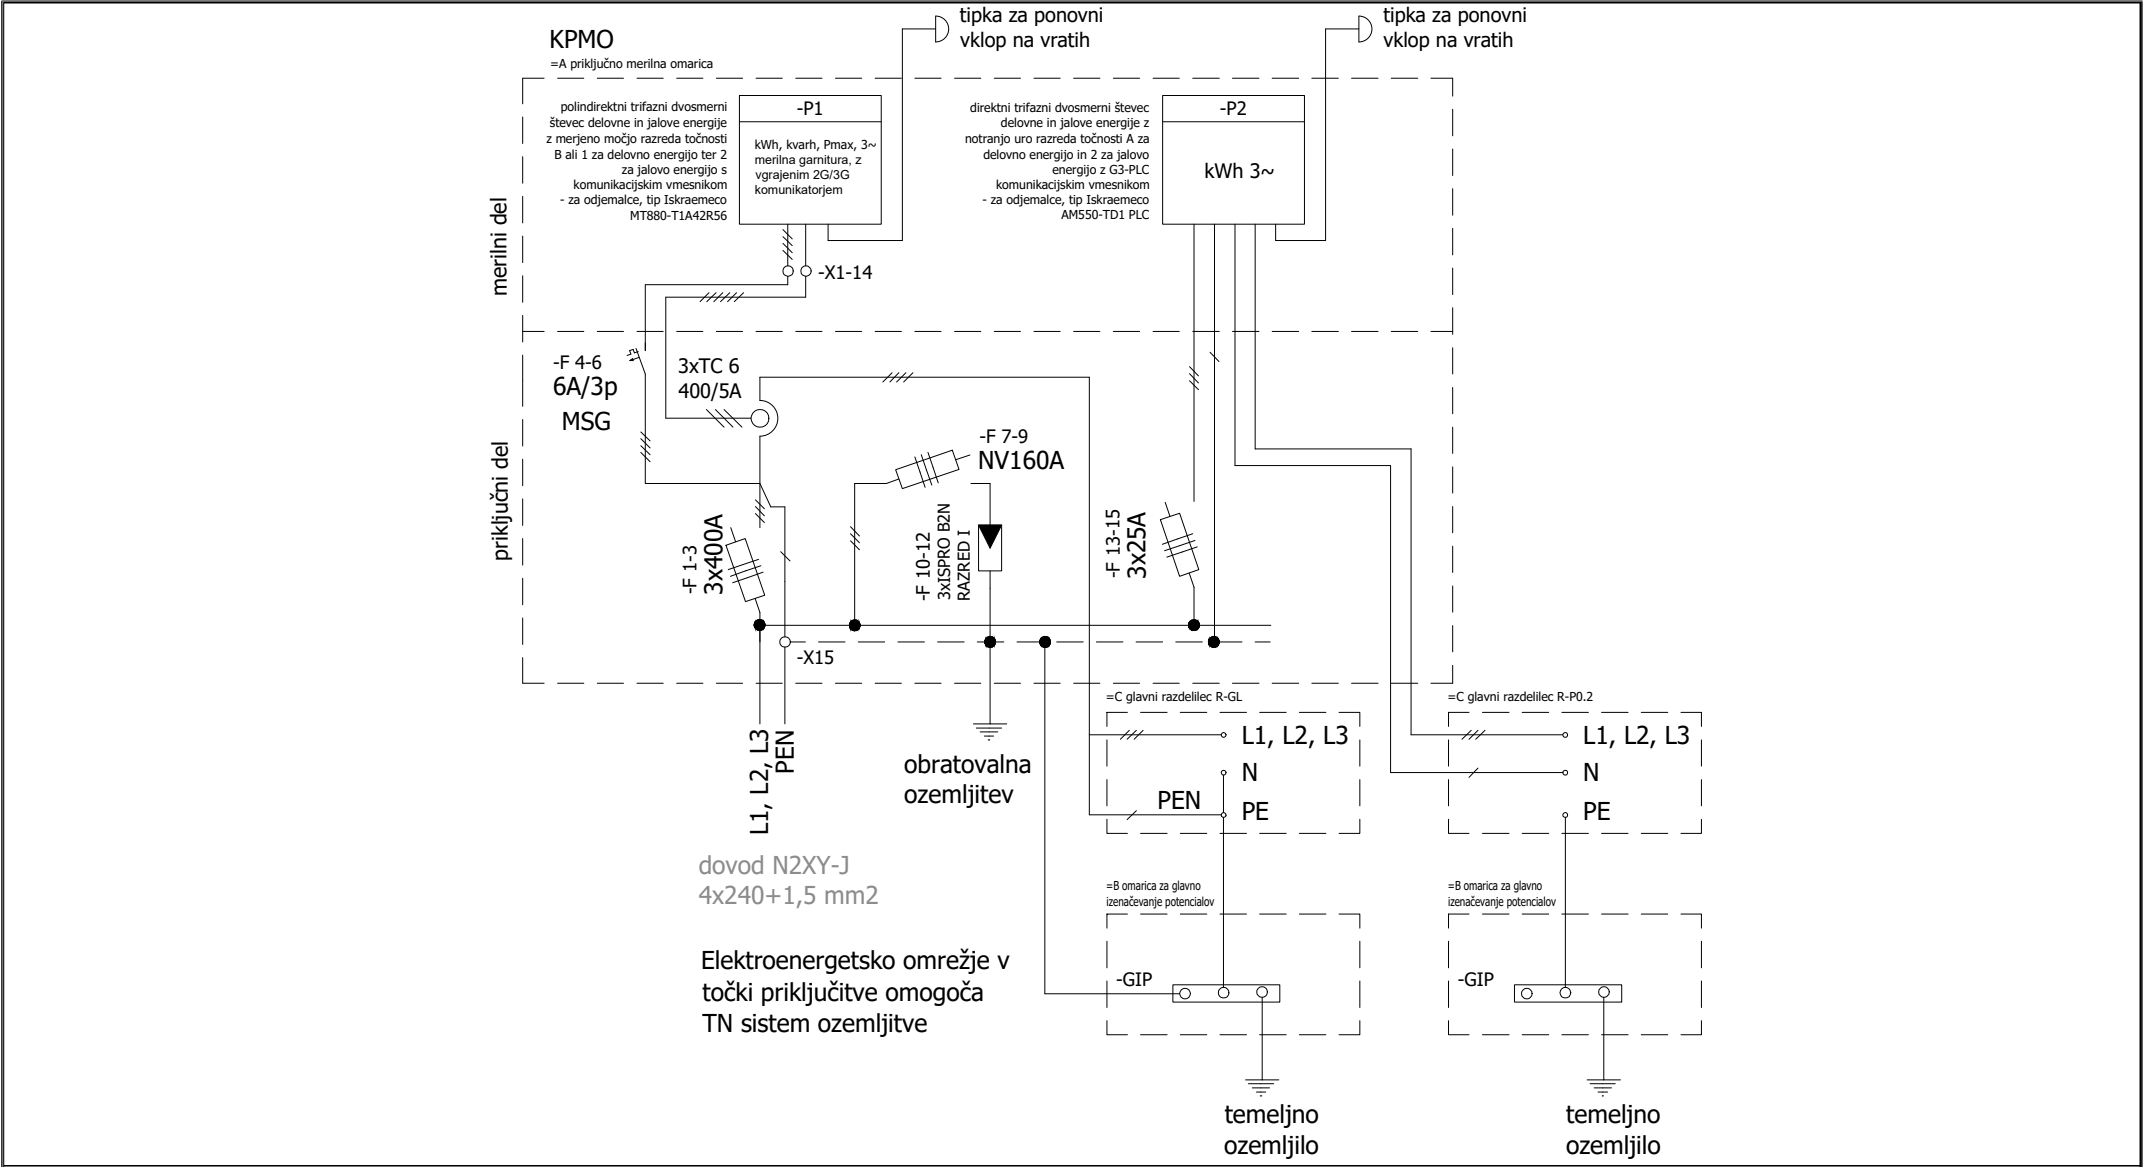 tipka za ponovni
vklop na vratih
tipka za ponovni
vklop na vratih
KPMO
=A priključno merilna omarica
polindirektni trifazni dvosmerni
števec delovne in jalove energije
z merjeno močjo razreda točnosti
B ali 1 za delovno energijo ter 2
za jalovo energijo s
komunikacijskim vmesnikom
- za odjemalce, tip Iskraemeco
MT880-T1A42R56
-P1
kWh, kvarh, Pmax, 3~
merilna garnitura, z
vgrajenim 2G/3G
komunikatorjem
direktni trifazni dvosmerni števec
delovne in jalove energije z
notranjo uro razreda točnosti A za
delovno energijo in 2 za jalovo
energijo z G3-PLC
komunikacijskim vmesnikom
- za odjemalce, tip Iskraemeco
AM550-TD1 PLC
-P2
kWh 3~
merilni del
-X1-14
priključni del
-F 4-6
6A/3p
MSG
3xTC 6
400/5A
-F 7-9
NV160A
-F 1-3
3x400A
-F 10-12
3xISPRO B2N
RAZRED I
-F 13-15
3x25A
-X15
L1, L2, L3
PEN
obratovalna
ozemljitev
=C glavni razdelilec R-GL
L1, L2, L3
N
PEN
PE
=C glavni razdelilec R-P0.2
L1, L2, L3
N
PE
dovod N2XY-J
4x240+1,5 mm2
Elektroenergetsko omrežje v
točki priključitve omogoča
TN sistem ozemljitve
=B omarica za glavno
izenačevanje potencialov
-GIP
temeljno
ozemljilo
=B omarica za glavno
izenačevanje potencialov
-GIP
temeljno
ozemljilo